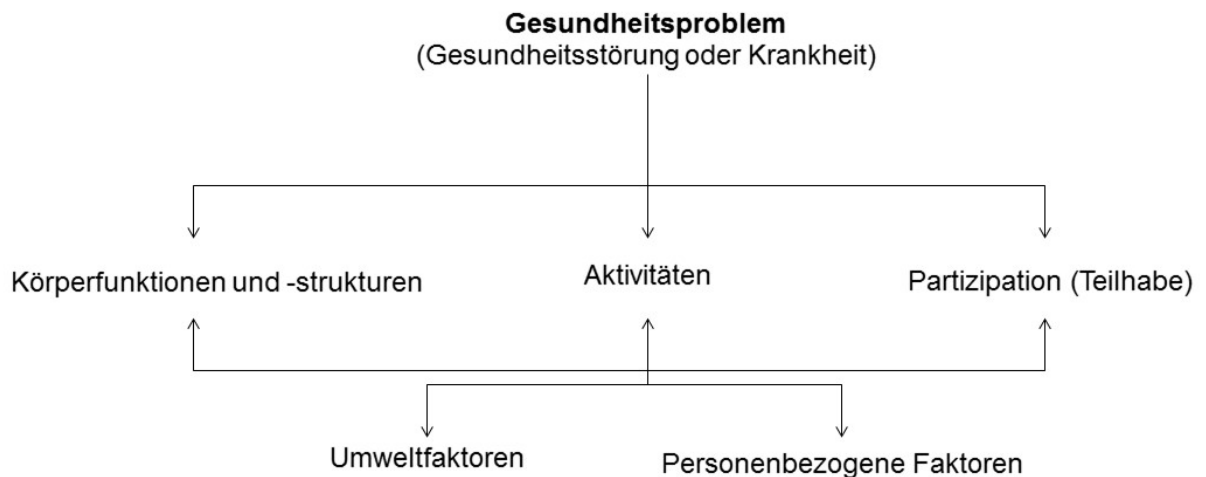 Gesundheitsproblem
(Gesundheitsstörung oder Krankheit)
Körperfunktionen und -strukturen
Aktivitäten
Partizipation (Teilhabe)
Umweltfaktoren
Personenbezogene Faktoren